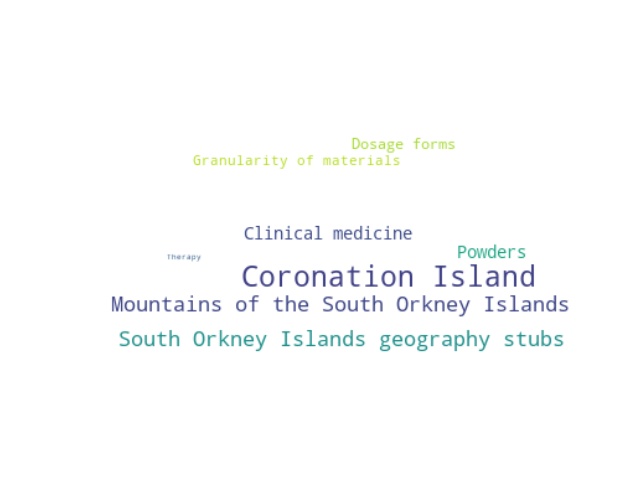 Dosage forms
Granularity of materials
Clinical medicine
Powders
Therapy
Coronation Island
Mountains of the South Orkney Islands
South Orkney Islands geography stubs